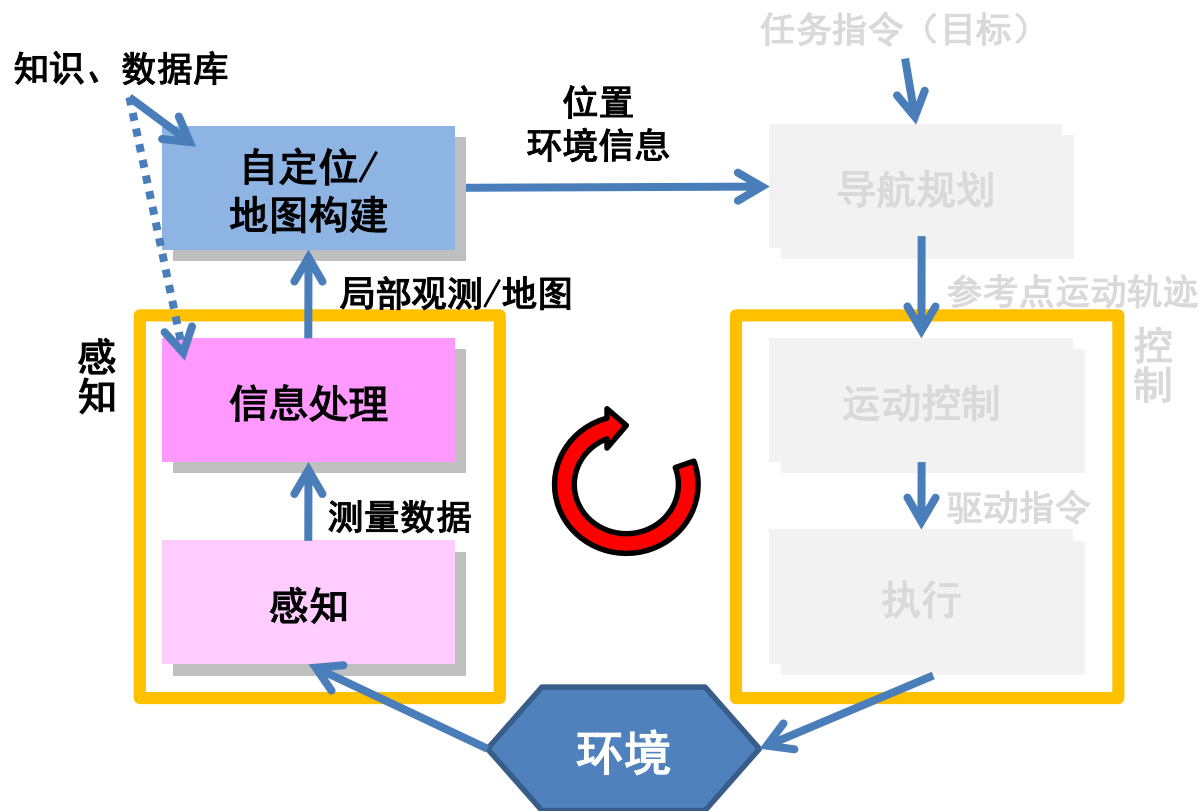 任务指令（目标）
知识、数据库
位置
环境信息
自定位/
地图构建
导航规划
局部观测/地图
参考点运动轨迹
感知
控制
信息处理
运动控制
测量数据
驱动指令
感知
执行
环境